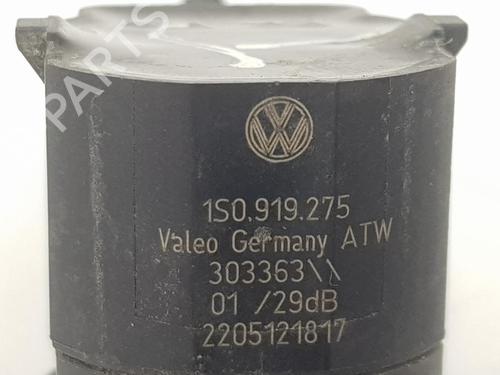 B-PARTS
1S0.919.275
Valeo Germany ATW
303363\\
01 /29dB
2205121817